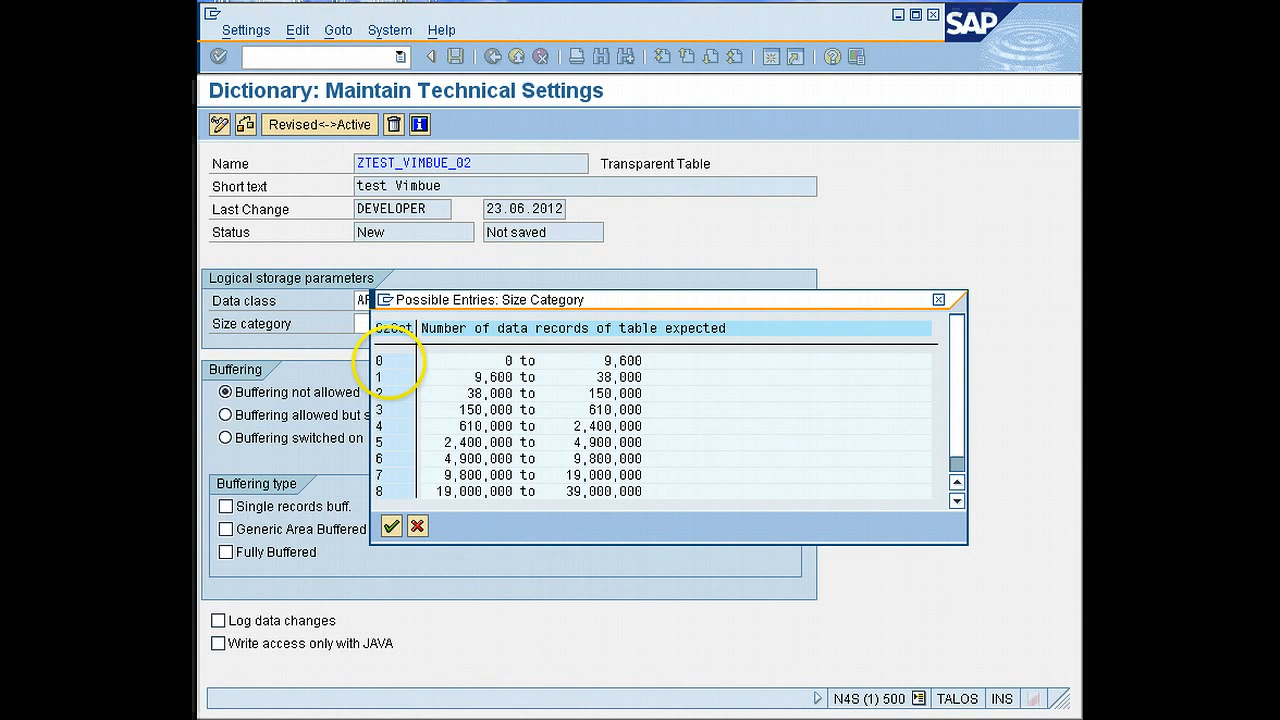 Settings Edit Goto System Help
SAP
Dictionary: Maintain Technical Settings
Revised<->Active
Name ZTEST_VIMBUE_02 Transparent Table
Short text test Vimbue
Last Change DEVELOPER 23.06.2012
Status New Not saved
Logical storage parameters
Data class AP
Size category
Possible Entries: Size Category
SzCat Number of data records of table expected
0 0 to 9,600
1 9,600 to 38,000
2 38,000 to 150,000
3 150,000 to 610,000
4 610,000 to 2,400,000
5 2,400,000 to 4,900,000
6 4,900,000 to 9,800,000
7 9,800,000 to 19,000,000
8 19,000,000 to 39,000,000
Buffering
Buffering not allowed
Buffering allowed but s
Buffering switched on
Buffering type
Single records buff.
Generic Area Buffered
Fully Buffered
Log data changes
Write access only with JAVA
N4S (1) 500 TALOS INS